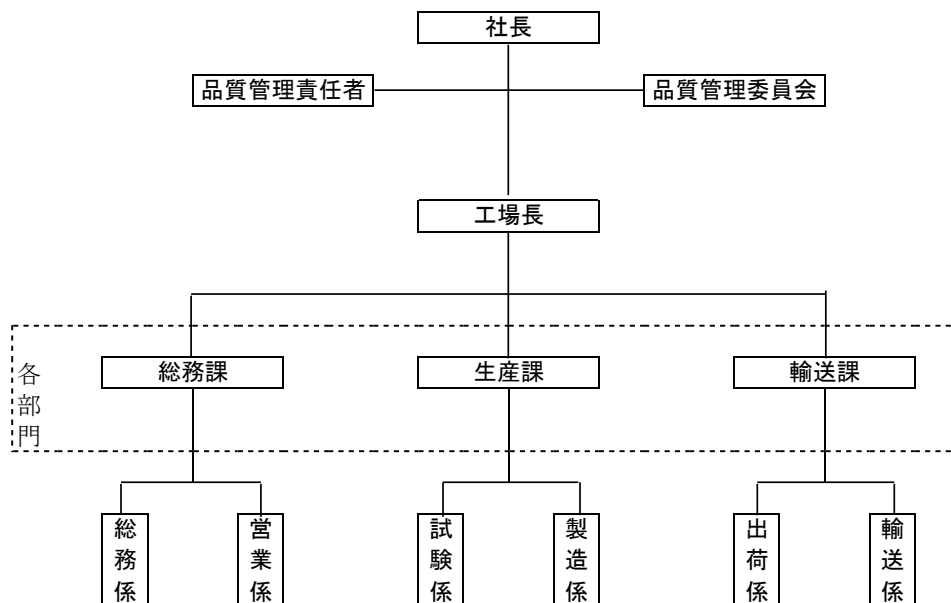 社長
品質管理責任者
品質管理委員会
工場長
各部門
総務課
生産課
輸送課
総務係
営業係
試験係
製造係
出荷係
輸送係